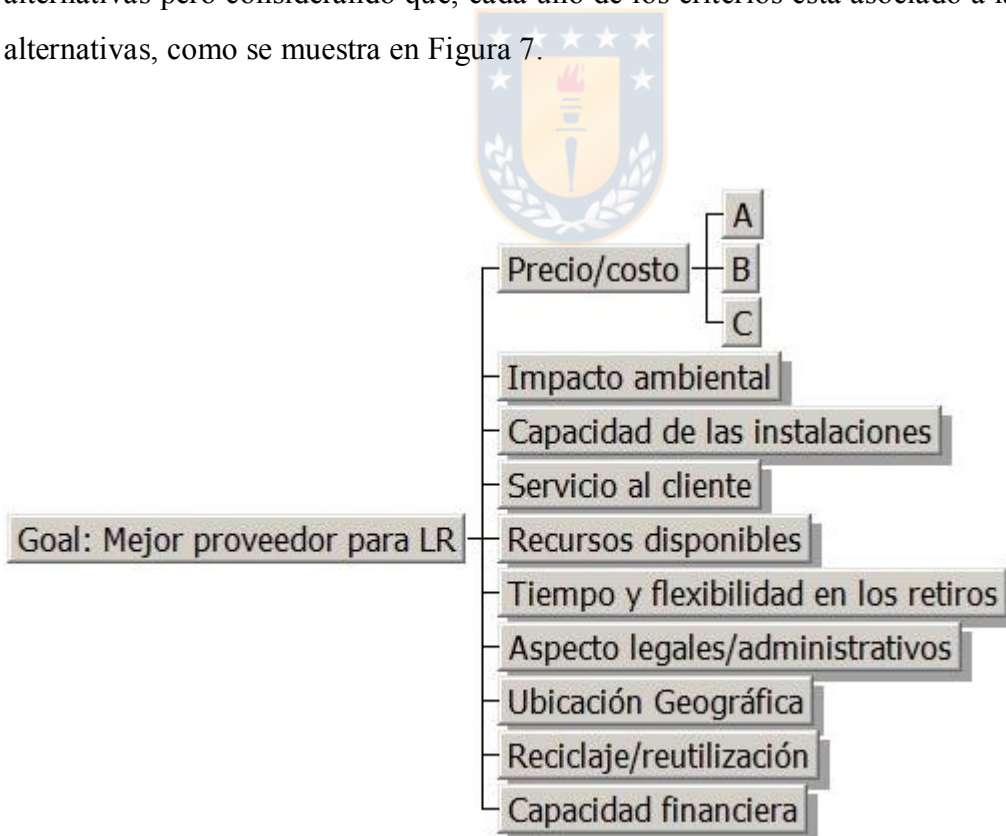 alternativas pero considerando que, cada uno de los criterios está asociado a la
alternativas, como se muestra en Figura 7.
A
Precio/costo
B
C
Impacto ambiental
Capacidad de las instalaciones
Servicio al cliente
Goal: Mejor proveedor para LR
Recursos disponibles
Tiempo y flexibilidad en los retiros
Aspecto legales/administrativos
Ubicación Geográfica
Reciclaje/reutilización
Capacidad financiera